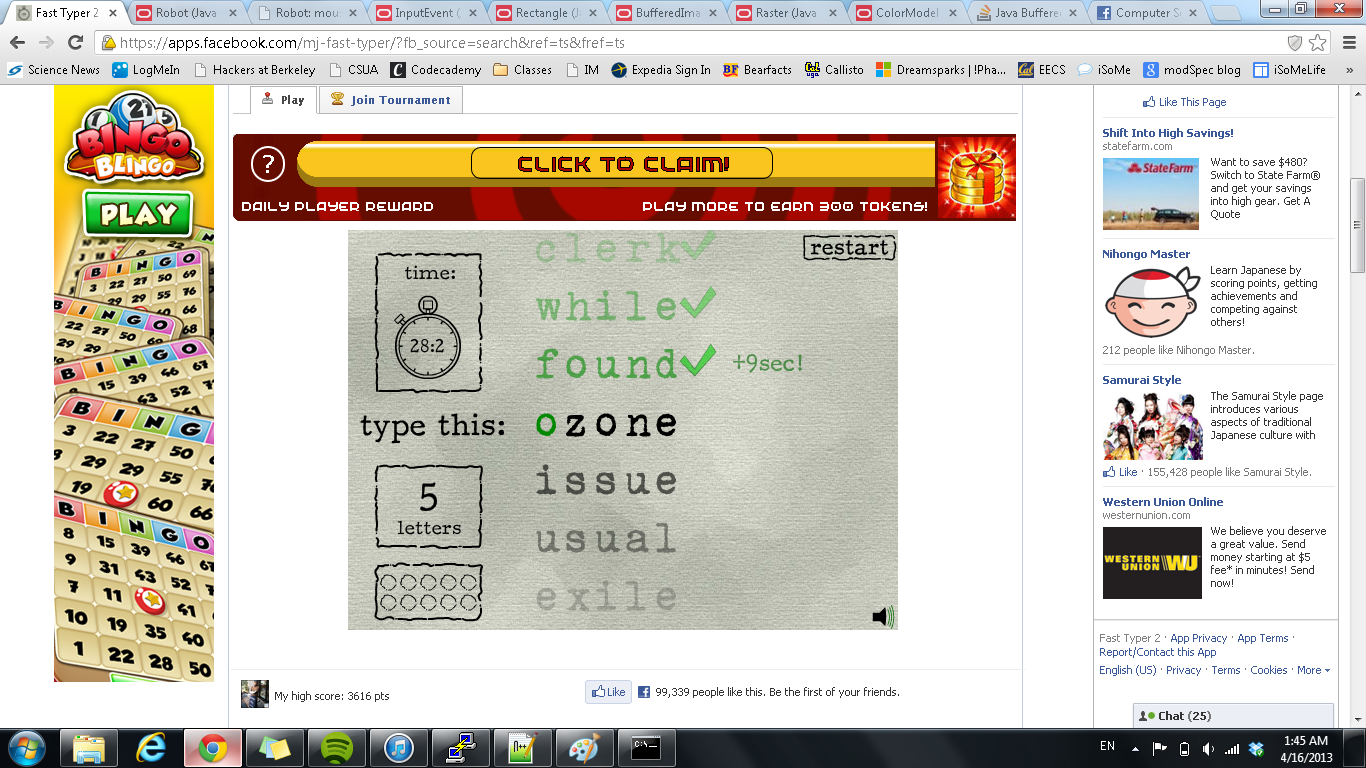 Fast Typer 2
Robot (Java
Robot: mou
InputEvent (
Rectangle (J
BufferedIma
Raster (Java
ColorModel
Java Buffere
Computer S
https://apps.facebook.com/mj-fast-typer/?fb_source=search&ref=ts&fref=ts
Science News
LogMeIn
Hackers at Berkeley
CSUA
Codecademy
Classes
IM
Expedia Sign In
Bearfacts
Callisto
Dreamsparks | !Pha...
EECS
iSoMe
modSpec blog
iSoMeLife
»
BINGO
BLINGO
PLAY
Play
Join Tournament
?
CLICK TO CLAIM!
DAILY PLAYER REWARD
PLAY MORE TO EARN 300 TOKENS!
time:
28:2
clerk
while
found
+9sec!
restart
type this:
ozone
5
letters
issue
usual
exile
My high score: 3616 pts
Like
99,339 people like this. Be the first of your friends.
Like This Page
Shift Into High Savings!
statefarm.com
StateFarm
Want to save $480?
Switch to State Farm®
and get your savings
into high gear. Get A
Quote
Nihongo Master
Learn Japanese by
scoring points, getting
achievements and
competing against
others!
212 people like Nihongo Master.
Samurai Style
The Samurai Style page
introduces various
aspects of traditional
Japanese culture with
Like · 155,428 people like Samurai Style.
Western Union Online
westernunion.com
WESTERN
UNION WU
We believe you deserve
a great value. Send
money starting at $5
fee* in minutes! Send
now!
Fast Typer 2 · App Privacy · App Terms ·
Report/Contact this App
English (US) · Privacy · Terms · Cookies · More
Chat (25)
EN
1:45 AM
4/16/2013